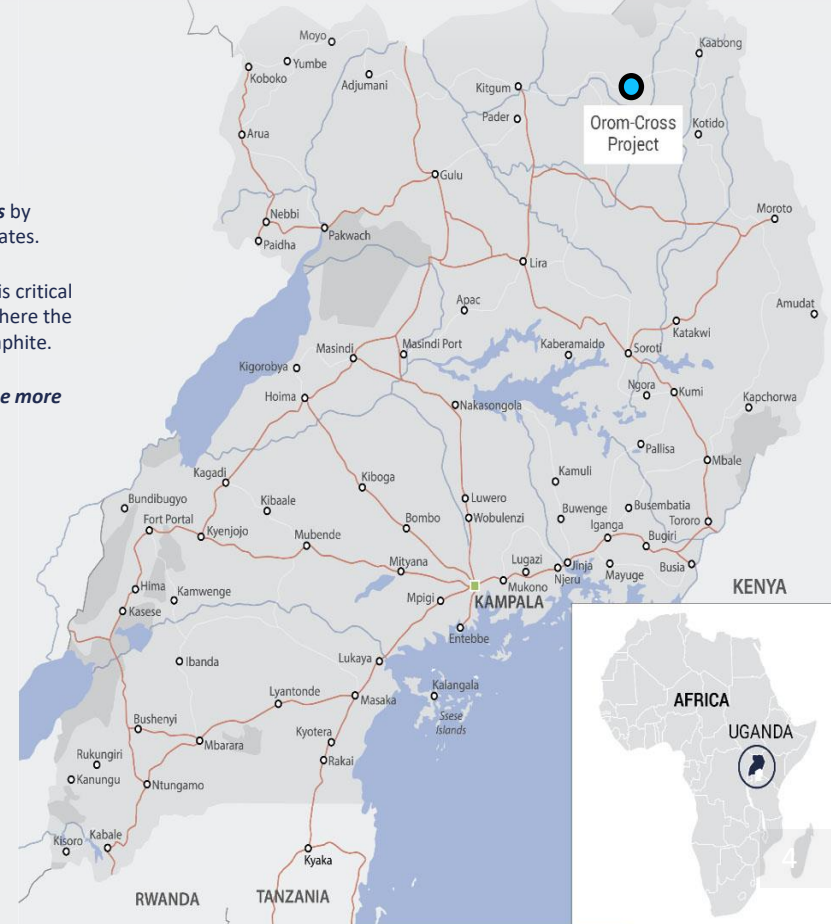 s by
ates.
is critical
here the
aphite.
e more
Moyo
Yumbe
Koboko
Adjumani
Kaabong
Kitgum
Pader
Orom-Cross
Project
Kotido
Arua
Gulu
Nebbi
Pakwach
Paidha
Moroto
Lira
Apac
Amudat
Katakwi
Masindi
Masindi Port
Kaberamaido
Soroti
Kigorobya
Ngora
Kumi
Hoima
Nakasongola
Kapchorwa
Pallisa
Mbale
Kagadi
Kiboga
Kamuli
Bundibugyo
Kibaale
Luwero
Buwenge
Busembatia
Fort Portal
Kyenjojo
Mubende
Bombo
Wobulenzi
Iganga
Tororo
Bugiri
Mityana
Lugazi
Jinja
Busia
Hima
Kamwenge
Mpigi
KAMPALA
Mukono
Njeru
Mayuge
KENYA
Kasese
Entebbe
Ibanda
Lukaya
Lyantonde
Masaka
Kalangala
AFRICA
Ssese
Islands
Bushenyi
Mbarara
Kyotera
UGANDA
Rukungiri
Kanungu
Ntungamo
Rakai
Kisoro
Kabale
Kyaka
4
RWANDA
TANZANIA